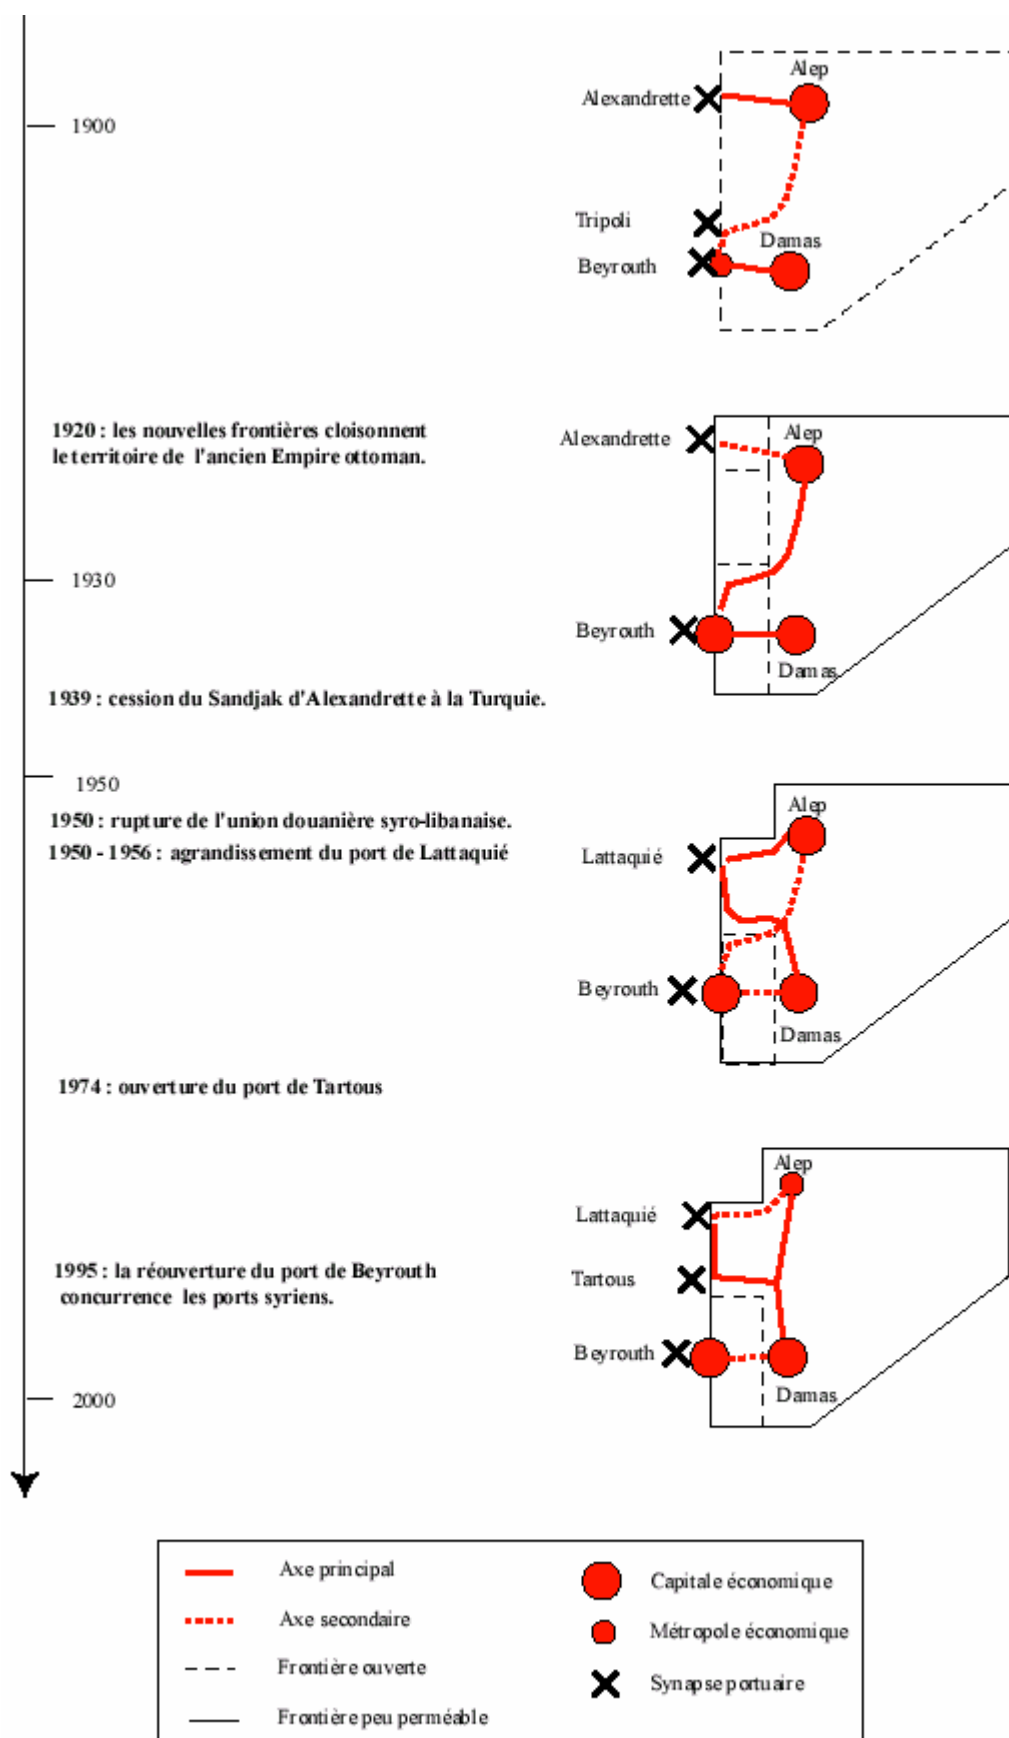 Alep
Alexandrette
1900
Tripoli
Damas
Beyrouth
1920 : les nouvelles frontières cloisonnent
le territoire de l'ancien Empire ottoman.
Alexandrette
Alep
1930
Beyrouth
Damas
1939 : cession du Sandjak d'Alexandrette à la Turquie.
1950
Alep
1950 : rupture de l'union douanière syro-libanaise.
1950 - 1956 : agrandissement du port de Lattaquié
Lattaquié
Beyrouth
Damas
1974 : ouverture du port de Tartous
Alep
Lattaquié
1995 : la réouverture du port de Beyrouth
concurrence les ports syriens.
Tartous
Beyrouth
Damas
2000
Axe principal
Axe secondaire
Frontière ouverte
Frontière peu perméable
Capitale économique
Métropole économique
Synapse portuaire